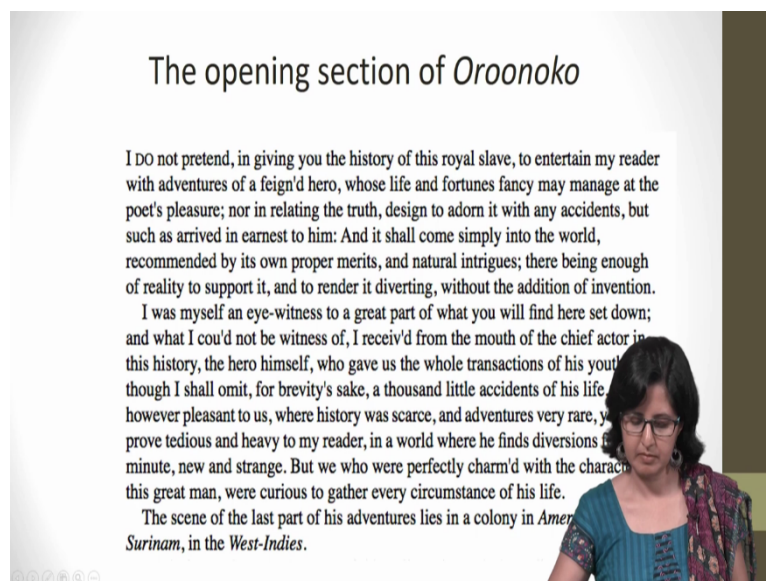 The opening section of Oroonoko
I DO not pretend, in giving you the history of this royal slave, to entertain my reader
with adventures of a feign'd hero, whose life and fortunes fancy may manage at the
poet's pleasure; nor in relating the truth, design to adorn it with any accidents, but
such as arrived in earnest to him: And it shall come simply into the world,
recommended by its own proper merits, and natural intrigues; there being enough
of reality to support it, and to render it diverting, without the addition of invention.
I was myself an eye-witness to a great part of what you will find here set down;
and what I cou'd not be witness of, I receiv'd from the mouth of the chief actor in
this history, the hero himself, who gave us the whole transactions of his
though I shall omit, for brevity's sake, a thousand little accidents of his life
however pleasant to us, where history was scarce, and adventures very rare,
prove tedious and heavy to my reader, in a world where he finds diversions
minute, new and strange. But we who were perfectly charm'd with the
this great man, were curious to gather every circumstance of his life.
The scene of the last part of his adventures lies in a colony in
Surinam, in the West-Indies.